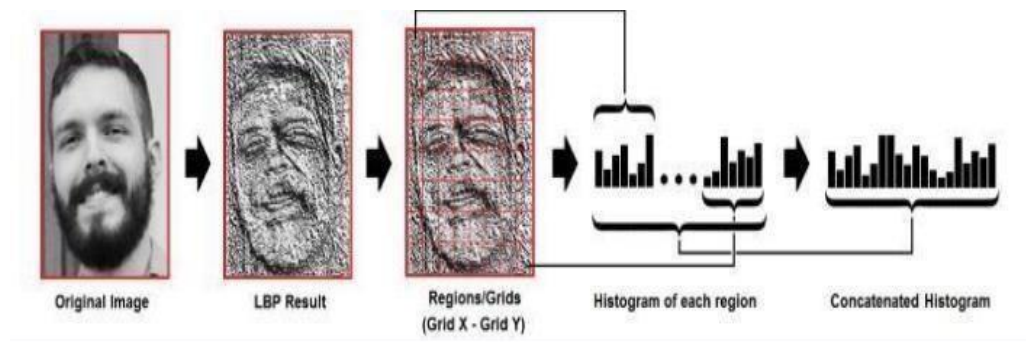 Original Image
LBP Result
Regions/Grids
(Grid X - Grid Y)
Histogram of each region
Concatenated Histogram